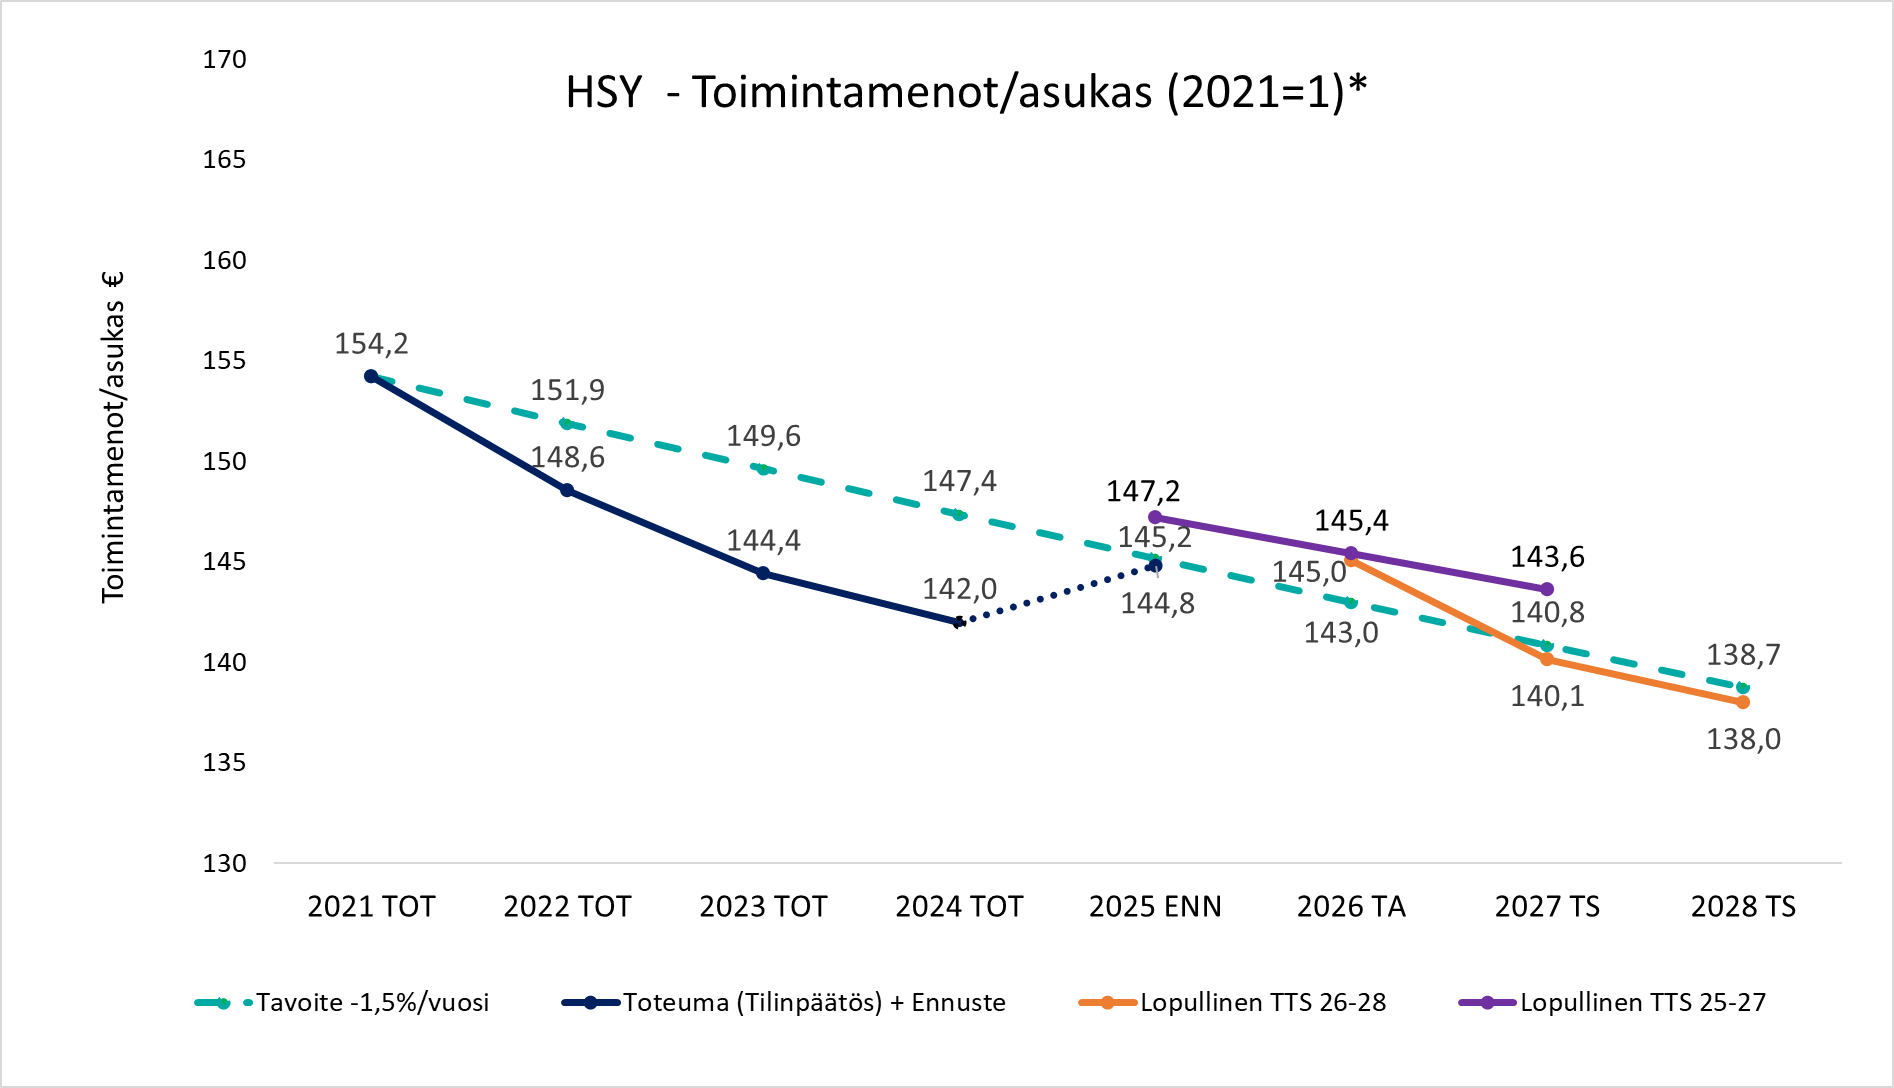 HSY  - Toimintamenot/asukas (2021=1)*
Toimintamenot/asukas €
170
165
160
155
150
145
140
135
130
154,2
151,9
149,6
147,4
145,2
143,0
140,8
138,7
148,6
144,4
142,0
144,8
147,2
145,4
143,6
145,0
140,1
138,0
2021 TOT
2022 TOT
2023 TOT
2024 TOT
2025 ENN
2026 TA
2027 TS
2028 TS
Tavoite -1,5%/vuosi
Toteuma (Tilinpäätös) + Ennuste
Lopullinen TTS 26-28
Lopullinen TTS 25-27